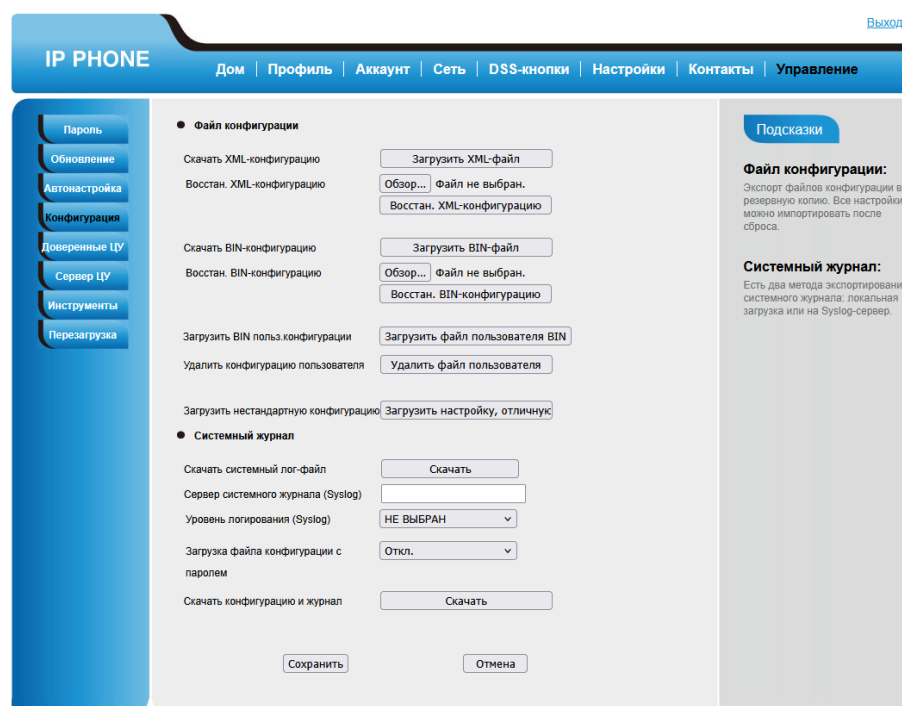 Выход
IP PHONE
Дом | Профиль | Аккаунт | Сеть | DSS-кнопки | Настройки | Контакты | Управление
Пароль
Обновление
Автонастройка
Конфигурация
Доверенные ЦУ
Сервер ЦУ
Инструменты
Перезагрузка
Файл конфигурации
Скачать XML-конфигурацию Загрузить XML-файл
Восстан. XML-конфигурацию Обзор... Файл не выбран.
Восстан. XML-конфигурацию
Скачать BIN-конфигурацию Загрузить BIN-файл
Восстан. BIN-конфигурацию Обзор... Файл не выбран.
Восстан. BIN-конфигурацию
Загрузить BIN польз.конфигурации Загрузить файл пользователя BIN
Удалить конфигурацию пользователя Удалить файл пользователя
Загрузить нестандартную конфигурацию Загрузить настройку, отличную
Системный журнал
Скачать системный лог-файл Скачать
Сервер системного журнала (Syslog)
Уровень логирования (Syslog) НЕ ВЫБРАН
Загрузка файла конфигурации с Откл.
паролем
Скачать конфигурацию и журнал Скачать
Сохранить Отмена
Подсказки
Файл конфигурации:
Экспорт файлов конфигурации в
резервную копию. Все настройки
можно импортировать после
сброса.
Системный журнал:
Есть два метода экспортировани
системного журнала: локальная
загрузка или на Syslog-сервер.